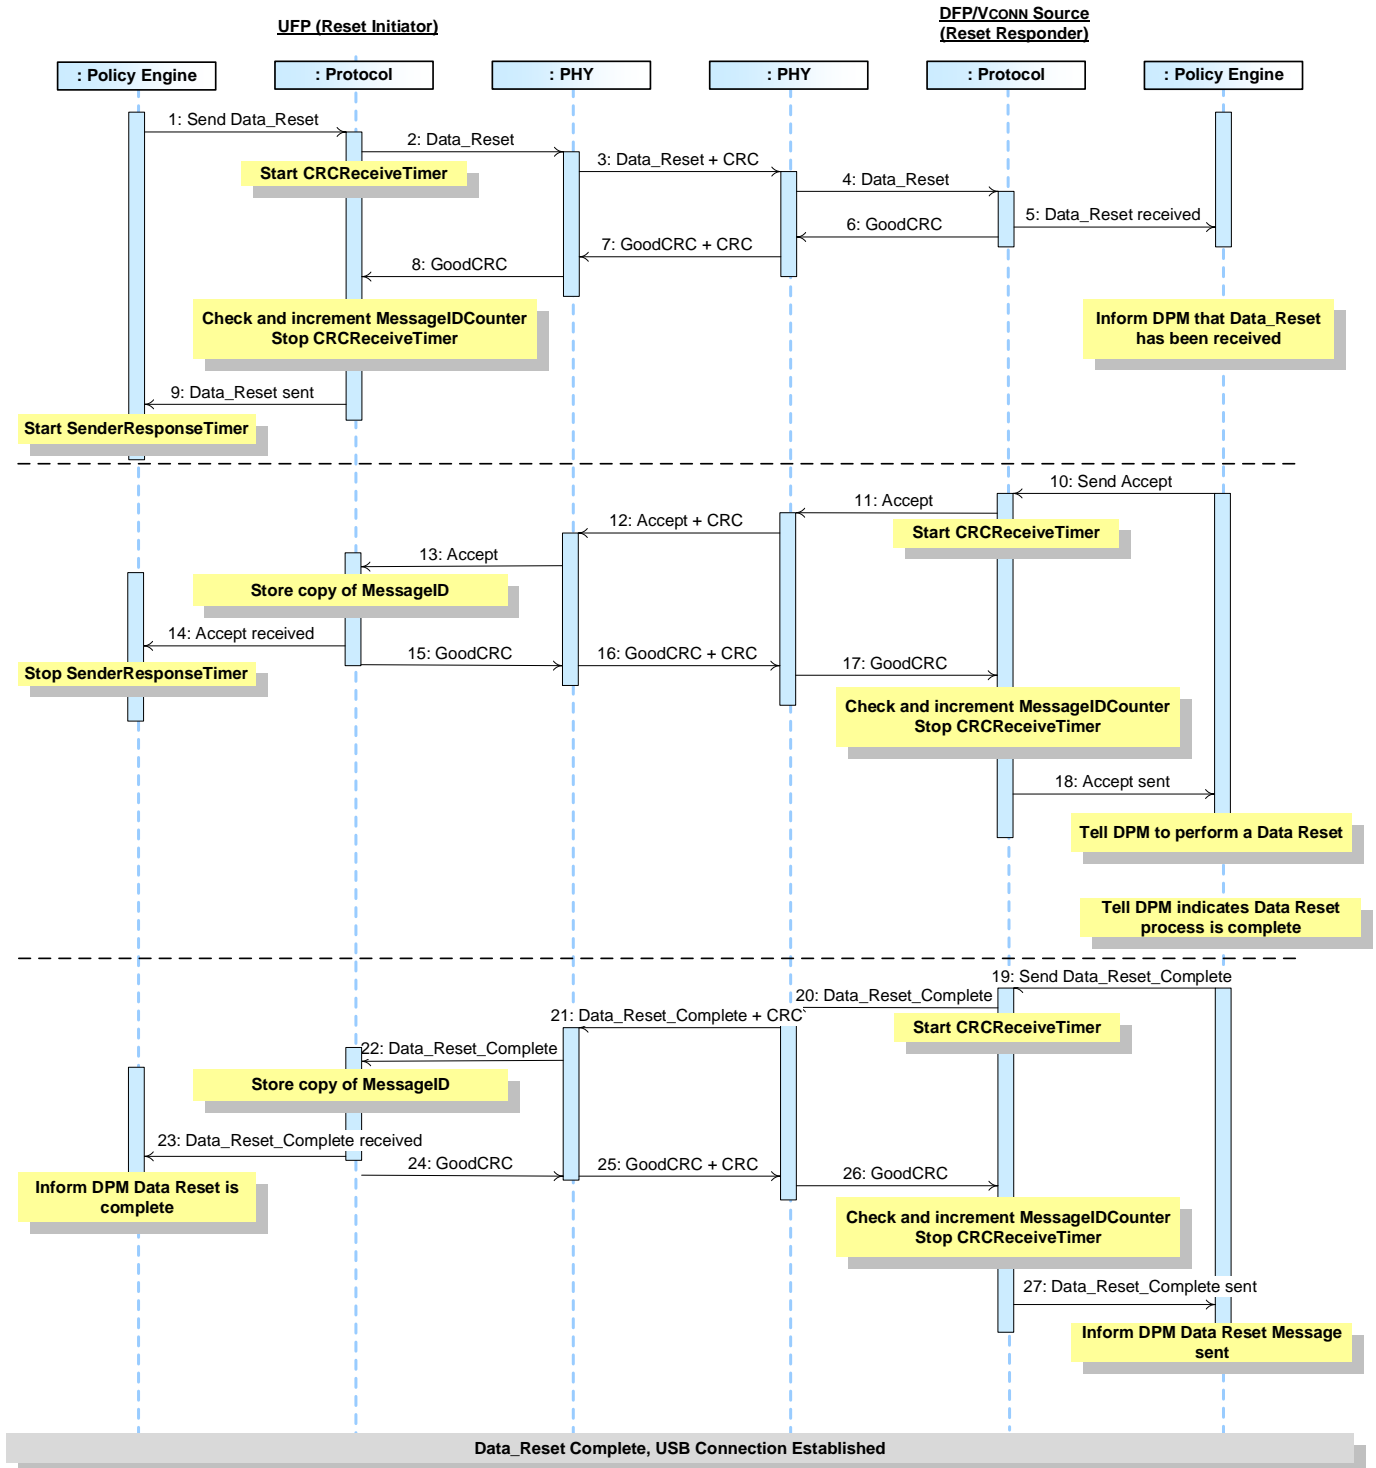 UFP (Reset Initiator)
DFP/VCONN Source
(Reset Responder)
: Policy Engine
: Protocol
: PHY
: PHY
: Protocol
: Policy Engine
1: Send Data_Reset
2: Data_Reset
Start CRCReceiveTimer
3: Data_Reset + CRC
4: Data_Reset
5: Data_Reset received
6: GoodCRC
7: GoodCRC + CRC
8: GoodCRC
Check and increment MessageIDCounter
Stop CRCReceiveTimer
Inform DPM that Data_Reset
has been received
9: Data_Reset sent
Start SenderResponseTimer
10: Send Accept
11: Accept
Start CRCReceiveTimer
12: Accept + CRC
13: Accept
Store copy of MessageID
14: Accept received
Stop SenderResponseTimer
15: GoodCRC
16: GoodCRC + CRC
17: GoodCRC
Check and increment MessageIDCounter
Stop CRCReceiveTimer
18: Accept sent
Tell DPM to perform a Data Reset
Tell DPM indicates Data Reset
process is complete
19: Send Data_Reset_Complete
20: Data_Reset_Complete
Start CRCReceiveTimer
21: Data_Reset_Complete + CRC
22: Data_Reset_Complete
Store copy of MessageID
23: Data_Reset_Complete received
Inform DPM Data Reset is
complete
24: GoodCRC
25: GoodCRC + CRC
26: GoodCRC
Check and increment MessageIDCounter
Stop CRCReceiveTimer
27: Data_Reset_Complete sent
Inform DPM Data Reset Message
sent
Data_Reset Complete, USB Connection Established